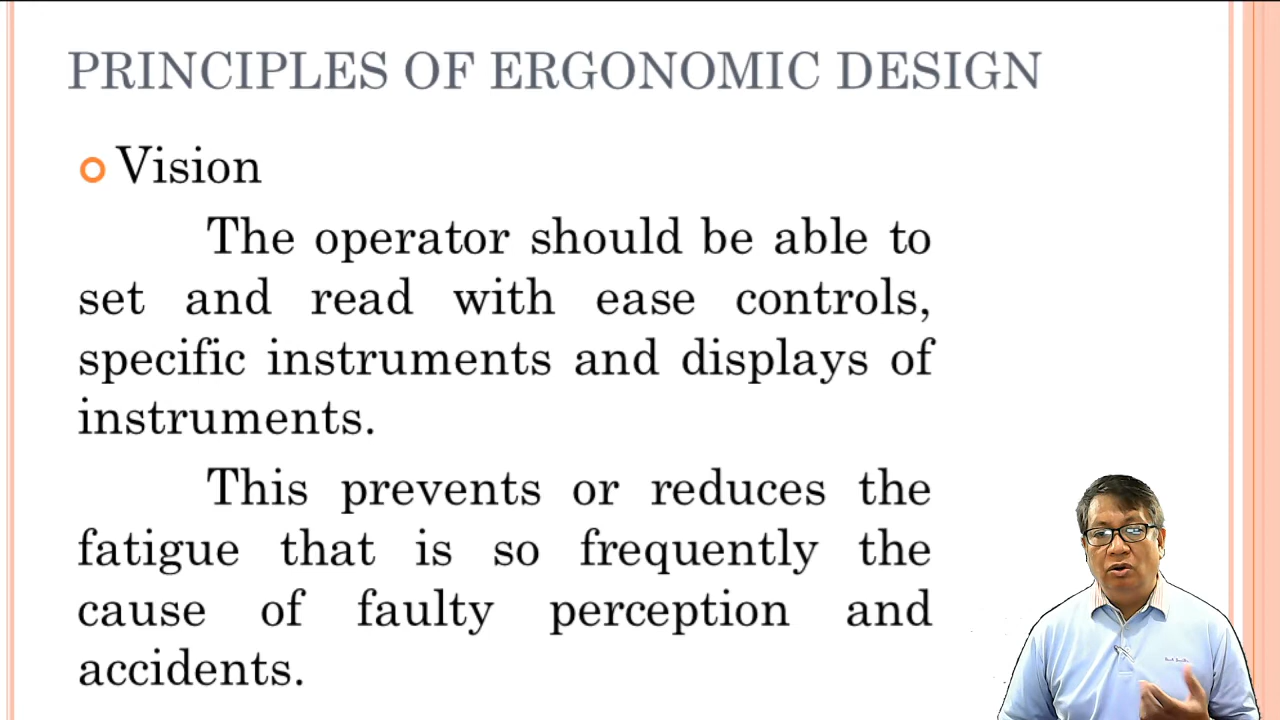 PRINCIPLES OF ERGONOMIC DESIGN
Vision
The operator should be able to
set and read with ease controls,
specific instruments and displays of
instruments.
This prevents or reduces the
fatigue that is so frequently the
cause of faulty perception and
accidents.